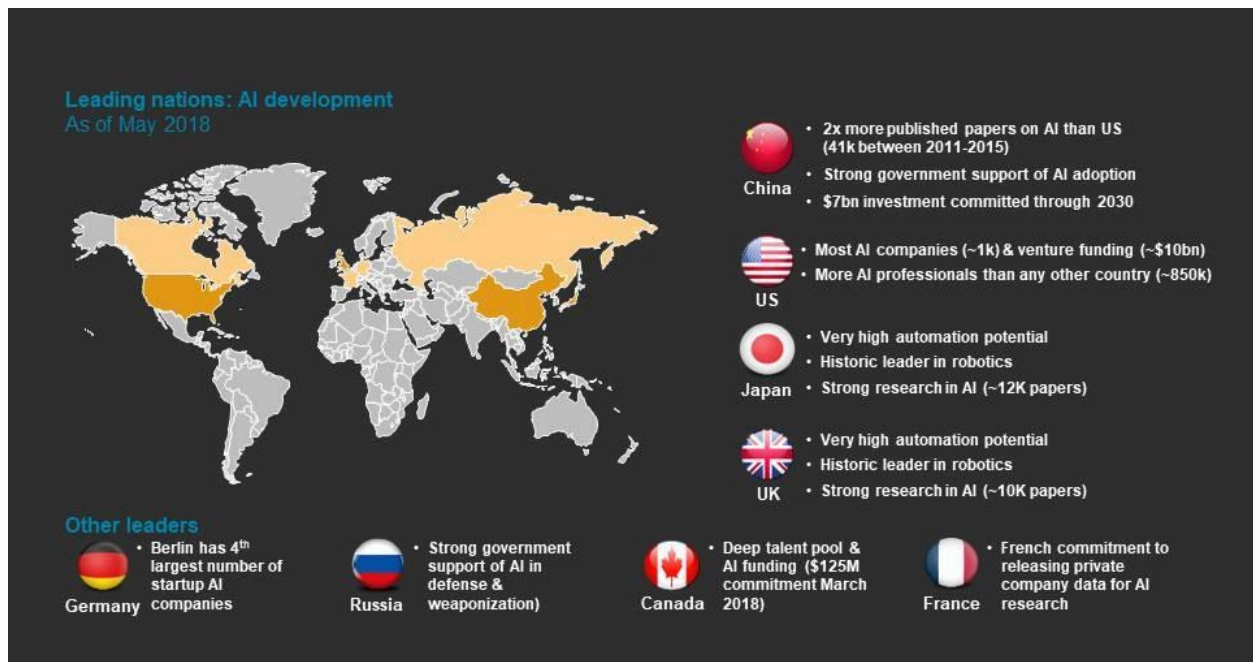 Leading nations: AI development
As of May 2018
China
• 2x more published papers on AI than US
(41k between 2011-2015)
• Strong government support of AI adoption
• $7bn investment committed through 2030
US
• Most AI companies (~1k) & venture funding (~$10bn)
• More AI professionals than any other country (~850k)
Japan
• Very high automation potential
• Historic leader in robotics
• Strong research in AI (~12K papers)
UK
• Very high automation potential
• Historic leader in robotics
• Strong research in AI (~10K papers)
Other leaders
Germany
• Berlin has 4th
largest number of
startup AI
companies
Russia
• Strong government
support of AI in
defense &
weaponization)
Canada
• Deep talent pool &
AI funding ($125M
commitment March
2018)
France
• French commitment to
releasing private
company data for AI
research